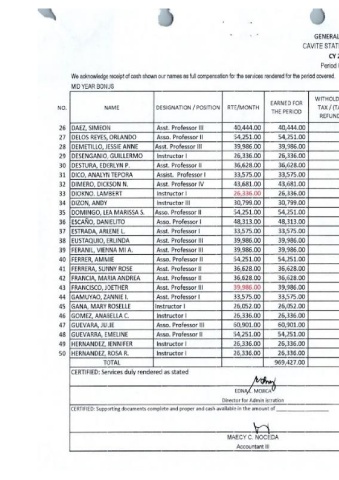 GENERAL
CAVITE STAT
CY 2
Period
We acknowledge receipt of cash shown our names as full compensation for the services rendered for the period covered.
MID YEAR BONUS
NO. NAME DESIGNATION / POSITION RTE/MONTH EARNED FOR THE PERIOD WITHHOLD TAX / (TA REFUND
26 DAEZ, SIMEON Asst. Professor III 40,444.00 40,444.00
27 DELOS REYES, ORLANDO Asso. Professor II 54,251.00 54,251.00
28 DEMETILLO, JESSIE ANNE Asst. Professor III 39,986.00 39,986.00
29 DESENGANIO, GUILLERMO Instructor I 26,336.00 26,336.00
30 DESTURA, EDERLYN P. Asst. Professor II 36,628.00 36,628.00
31 DICO, ANALYN TEPORA Assist. Professor I 33,575.00 33,575.00
32 DIMERO, DICKSON N. Asst. Professor IV 43,681.00 43,681.00
33 DIOKNO, LAMBERT Instructor I 26,336.00 26,336.00
34 DIZON, ANDY Instructor III 30,799.00 30,799.00
35 DOMINGO, LEA MARISSA S. Asso. Professor II 54,251.00 54,251.00
36 ESCAÑO, DANIELITO Asso. Professor I 48,313.00 48,313.00
37 ESTRADA, ARLENE L. Asst. Professor I 33,575.00 33,575.00
38 EUSTAQUIO, ERLINDA Asst. Professor III 39,986.00 39,986.00
39 FERANIL, VIENNA MI A. Asst. Professor III 39,986.00 39,986.00
40 FERRER, AMMIE Asso. Professor II 54,251.00 54,251.00
41 FERRERA, SUNNY ROSE Asst. Professor II 36,628.00 36,628.00
42 FRANCIA, MARIA ANDREA Asst. Professor II 36,628.00 36,628.00
43 FRANCISCO, JOETHER Asst. Professor III 39,986.00 39,986.00
44 GAMUYAO, ZANNIE I. Asst. Professor I 33,575.00 33,575.00
45 GANA, MARY ROSELLE Instructor I 26,052.00 26,052.00
46 GOMEZ, ANABELLA C. Instructor I 26,336.00 26,336.00
47 GUEVARA, JULIE Asso. Professor III 60,901.00 60,901.00
48 GUEVARRA, EMELINE Asso. Professor II 54,251.00 54,251.00
49 HERNANDEZ, JENNIFER Instructor I 26,336.00 26,336.00
50 HERNANDEZ, ROSA R. Instructor I 26,336.00 26,336.00
TOTAL 969,427.00
CERTIFIED: Services duly rendered as stated
EDNA MOJICA
Director for Administration
CERTIFIED: Supporting documents complete and proper and cash available in the amount of
MAECY C. NOCEDA
Accountant III